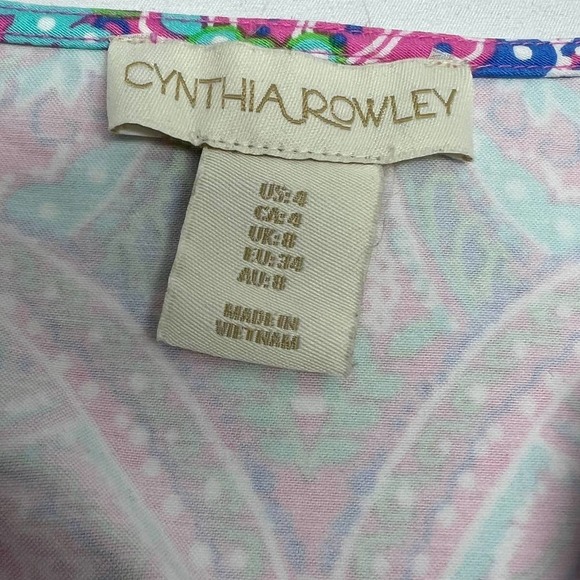 CYNTHIA ROWLEY
US:4
CA:4
UK:8
EU:34
AU:8
MADE IN
VIETNAM